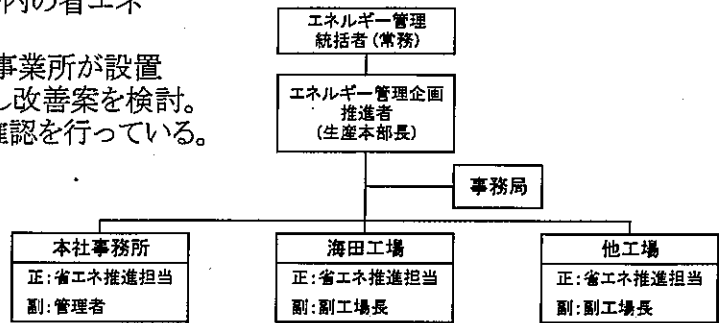 内の省エネ
事業所が設置
し改善案を検討。
確認を行っている。
エネルギー管理
統括者(常務)
エネルギー管理企画
推進者
(生産本部長)
事務局
本社事務所
正:省エネ推進担当
副:管理者
海田工場
正:省エネ推進担当
副:副工場長
他工場
正:省エネ推進担当
副:副工場長